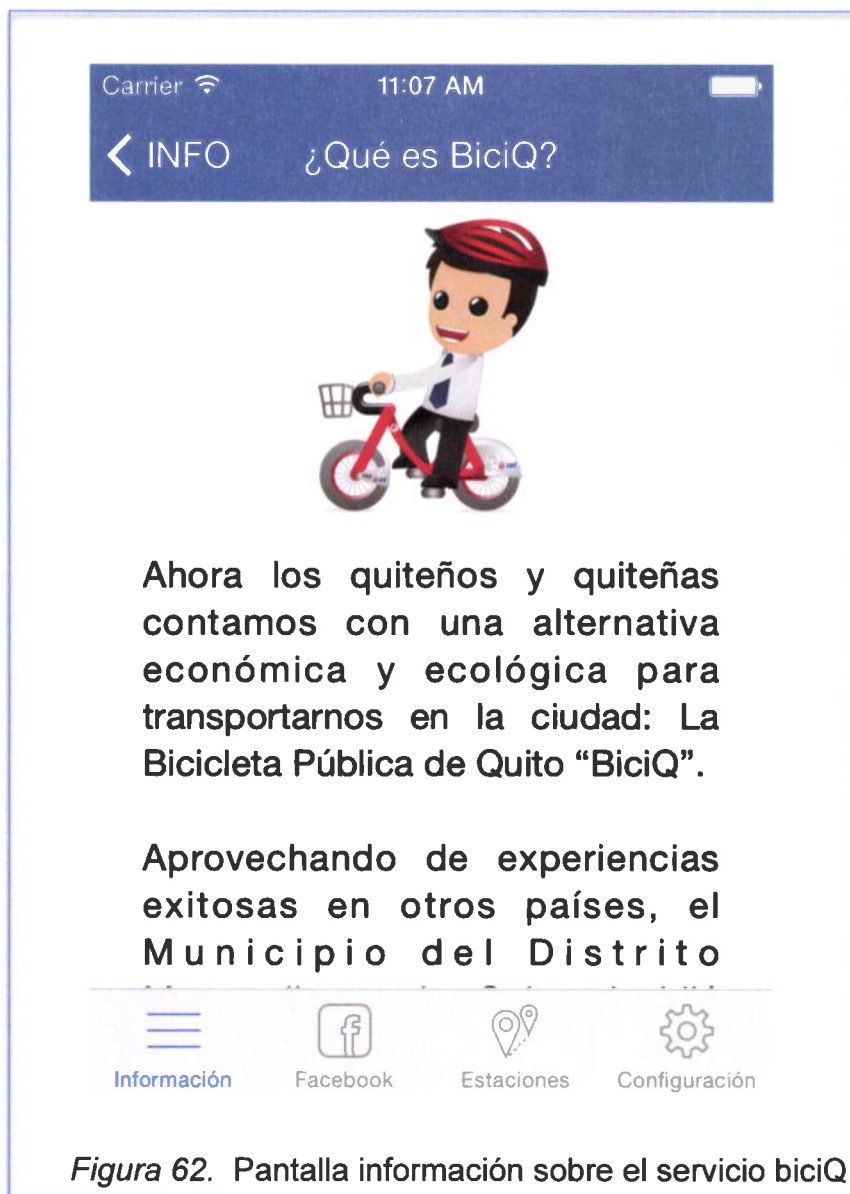 Carrier 11:07 AM
INFO ¿Qué es BiciQ?
Ahora los quiteños y quiteñas
contamos con una alternativa
económica y ecológica para
transportarnos en la ciudad: La
Bicicleta Pública de Quito “BiciQ”.
Aprovechando de experiencias
exitosas en otros países, el
Municipio del Distrito
Información Facebook Estaciones Configuración
Figura 62. Pantalla información sobre el servicio biciQ